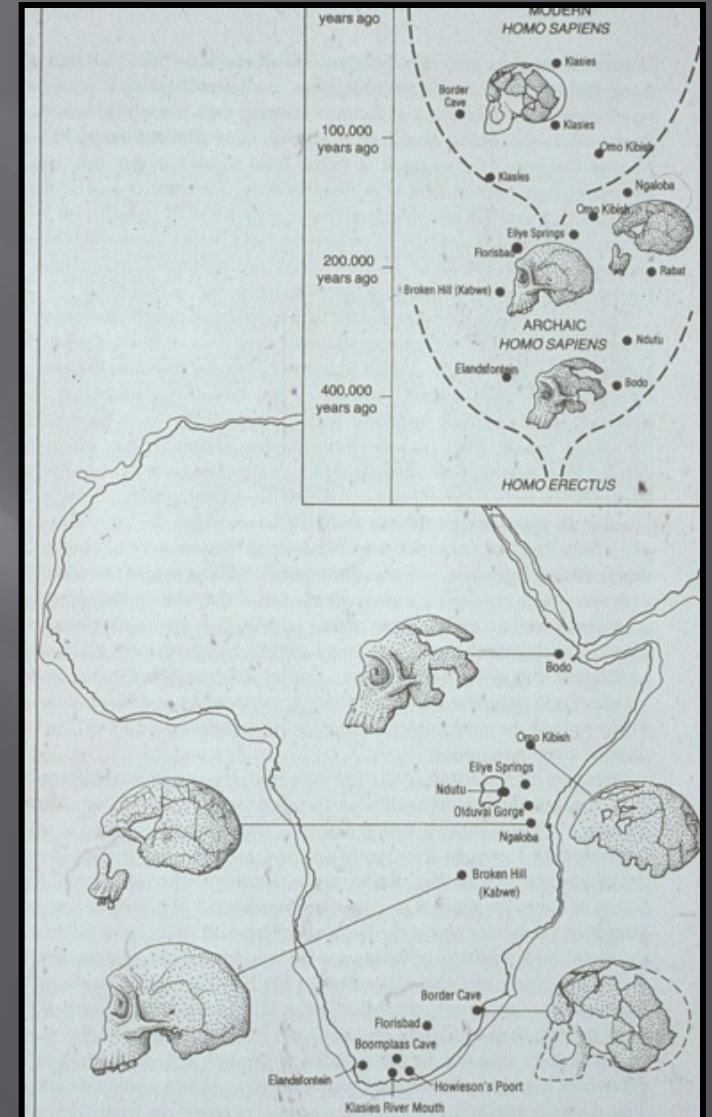 years ago
MODERN
HOMO SAPIENS
Klasies
Border
Cave
Klasies
100,000
years ago
Omo Kibish
Klasies
Ngaloba
Omo Kibish
Eliye Springs
Florisbad
200,000
years ago
Rabat
Broken Hill (Kabwe)
ARCHAIC
HOMO SAPIENS
Ndutu
Elandsfontein
Bodo
400,000
years ago
HOMO ERECTUS
Bodo
Omo Kibish
Eliye Springs
Ndutu
Olduvai Gorge
Ngaloba
Broken Hill
(Kabwe)
Border Cave
Florisbad
Boomplaas Cave
Elandsfontein
Howieson's Poort
Klasies River Mouth